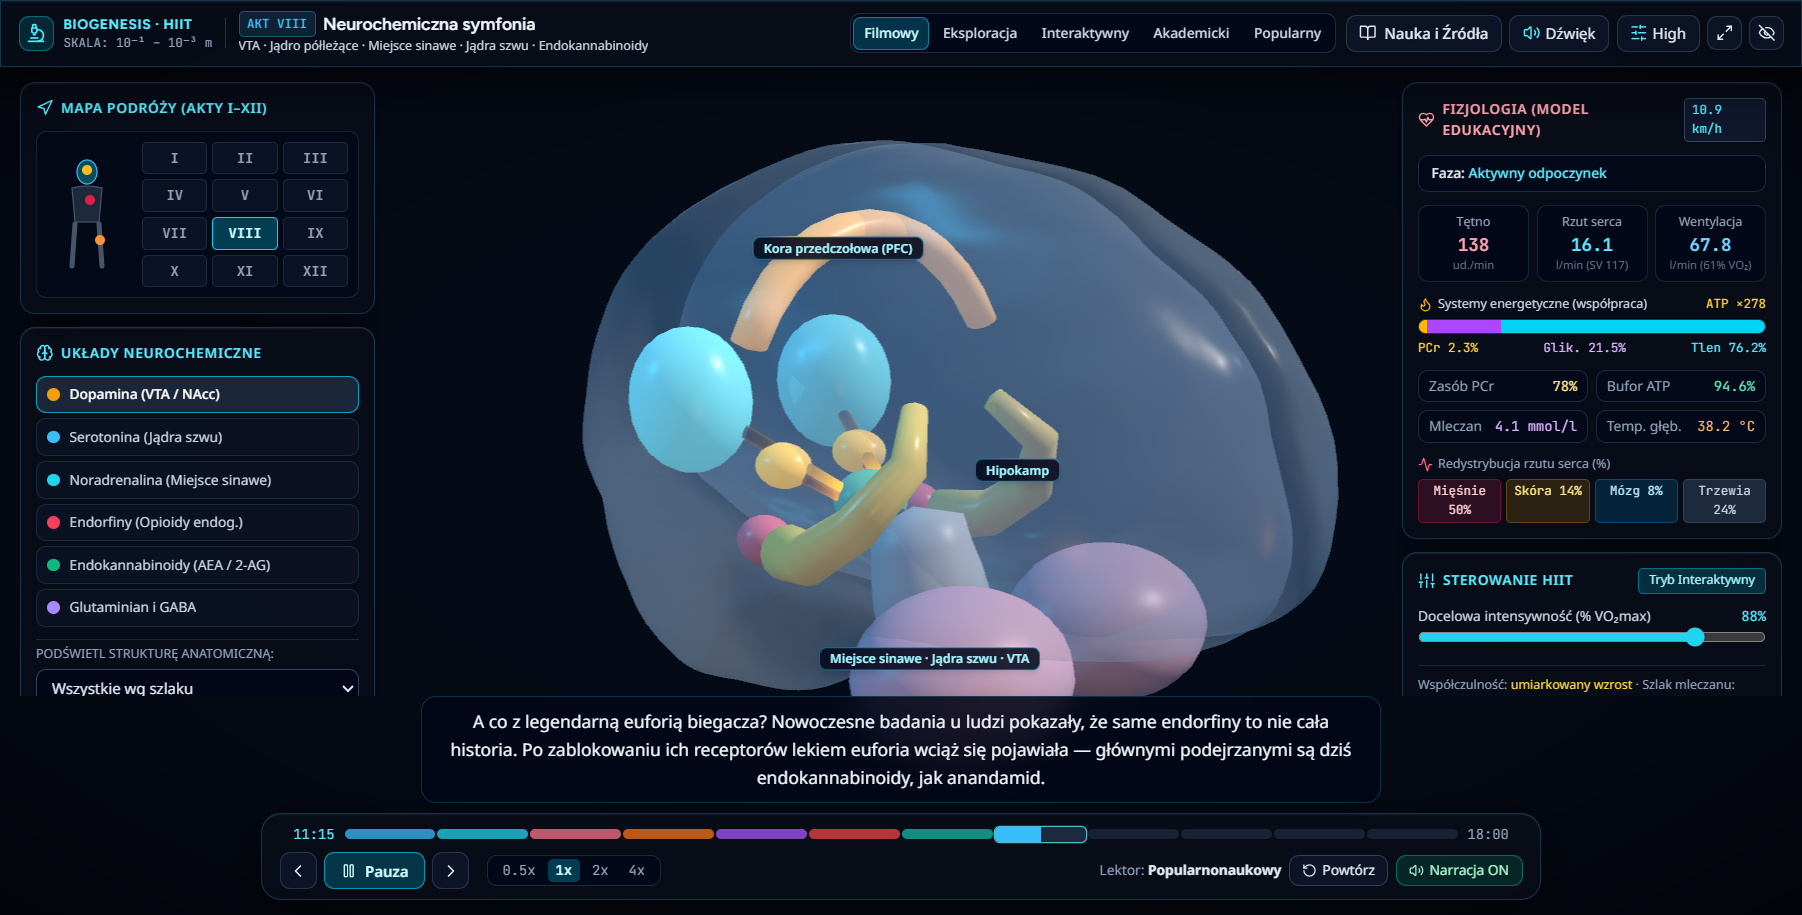 BIOGENESIS · HIIT
SKALA: 10⁻¹ – 10⁻³ m
AKT VIII
Neurochemiczna symfonia
VTA · Jądro półleżące · Miejsce sinawe · Jądra szwu · Endokannabinoidy
Filmowy
Eksploracja
Interaktywny
Akademicki
Popularny
Nauka i Źródła
Dźwięk
High
MAPA PODRÓŻY (AKTY I–XII)
I
II
III
IV
V
VI
VII
VIII
IX
X
XI
XII
UKŁADY NEUROCHEMICZNE
Dopamina (VTA / NAcc)
Serotonina (Jądra szwu)
Noradrenalina (Miejsce sinawe)
Endorfiny (Opioidy endog.)
Endokannabinoidy (AEA / 2-AG)
Glutaminian i GABA
PODŚWIETL STRUKTURĘ ANATOMICZNĄ:
Wszystkie wg szlaku
Kora przedczołowa (PFC)
Hipokamp
Miejsce sinawe · Jądra szwu · VTA
FIZJOLOGIA (MODEL
EDUKACYJNY)
10.9
km/h
Faza: Aktywny odpoczynek
Tętno
138
ud./min
Rzut serca
16.1
l/min (SV 117)
Wentylacja
67.8
l/min (61% VO₂)
Systemy energetyczne (współpraca)
ATP ×278
PCr 2.3%
Glik. 21.5%
Tlen 76.2%
Zasób PCr 78%
Bufor ATP 94.6%
Mleczan 4.1 mmol/l
Temp. głęb. 38.2 °C
Redystrybucja rzutu serca (%)
Mięśnie
50%
Skóra 14%
Mózg 8%
Trzewia
24%
STEROWANIE HIIT
Tryb Interaktywny
Docelowa intensywność (% VO₂max) 88%
Współczulność: umiarkowany wzrost · Szlak mleczanu:
A co z legendarną euforią biegacza? Nowoczesne badania u ludzi pokazały, że same endorfiny to nie cała
historia. Po zablokowaniu ich receptorów lekiem euforia wciąż się pojawiała — głównymi podejrzanymi są dziś
endokannabinoidy, jak anandamid.
11:15
18:00
Pauza
0.5x
1x
2x
4x
Lektor: Popularnonaukowy
Powtórz
Narracja ON